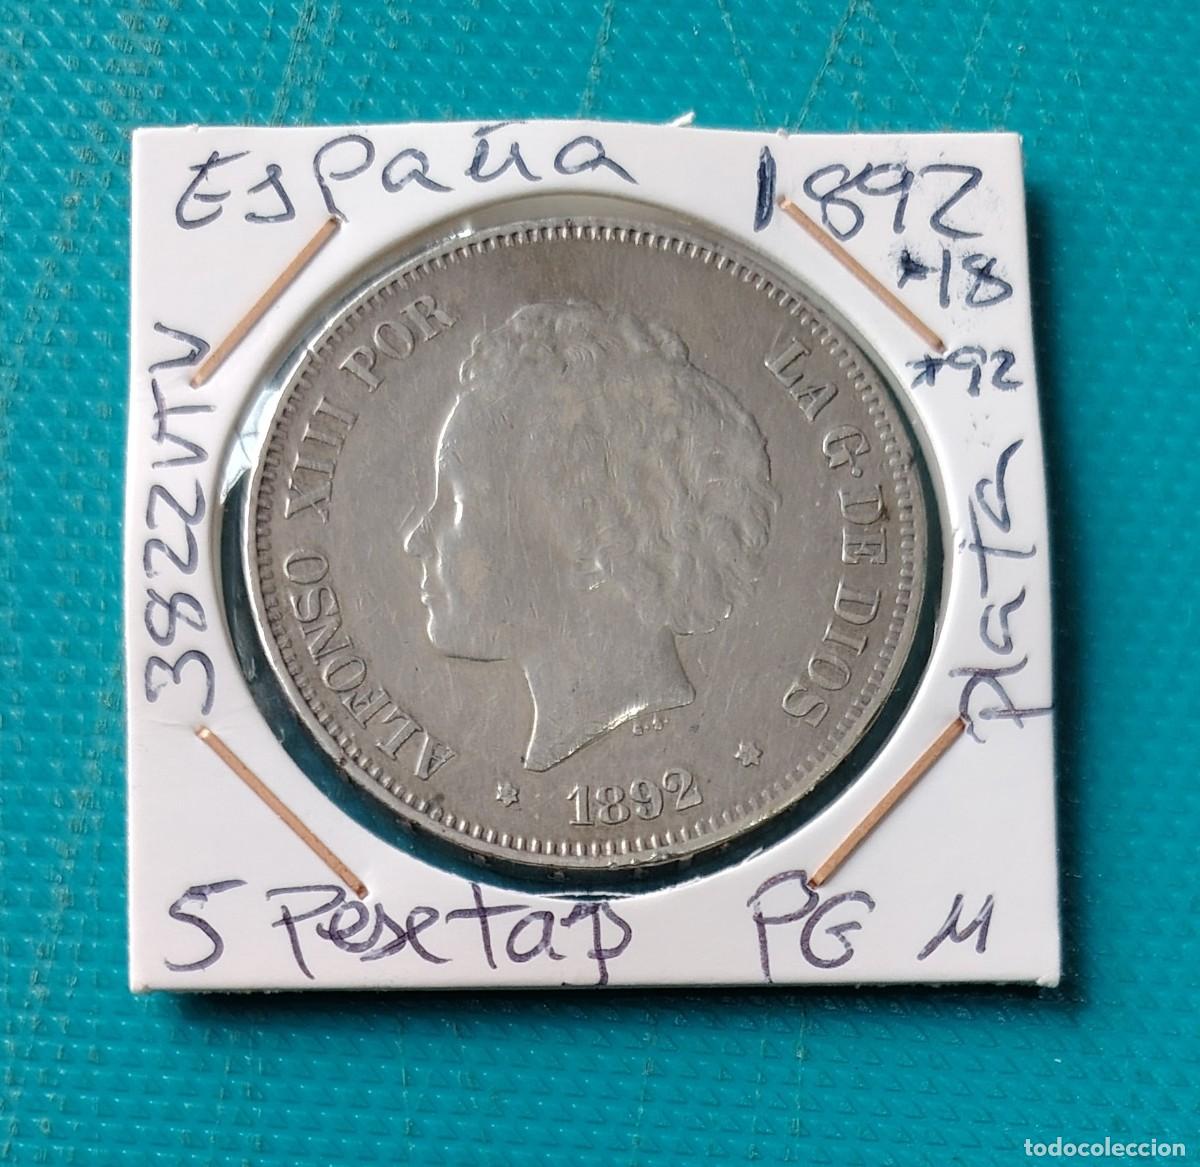 España 1892
*18
*92
Plata
3822VTV
ALFONSO XIII POR LA G. DE DIOS
* 1892 *
5 Pesetas PG M
todocoleccion